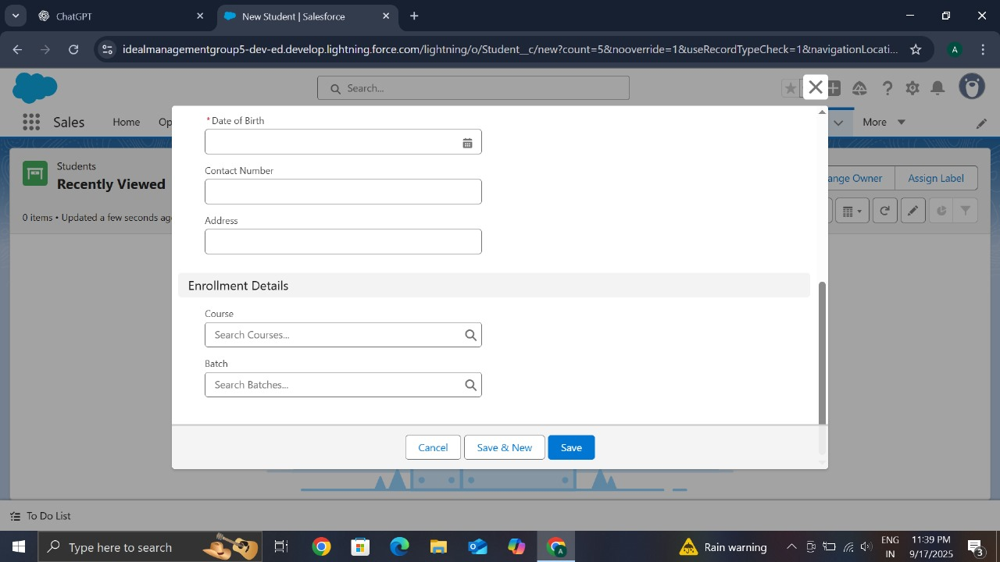 ChatGPT
New Student | Salesforce
idealmanagementgroup5-dev-ed.develop.lightning.force.com/lightning/o/Student__c/new?count=5&nooverride=1&useRecordTypeCheck=1&navigationLocati...
A
Search...
Sales
Home
Op
More
Students
Recently Viewed
0 items • Updated a few seconds ag
ange Owner
Assign Label
* Date of Birth
Contact Number
Address
Enrollment Details
Course
Search Courses...
Batch
Search Batches...
Cancel
Save & New
Save
To Do List
Type here to search
A
Rain warning
ENG
IN
11:39 PM
9/17/2025
3